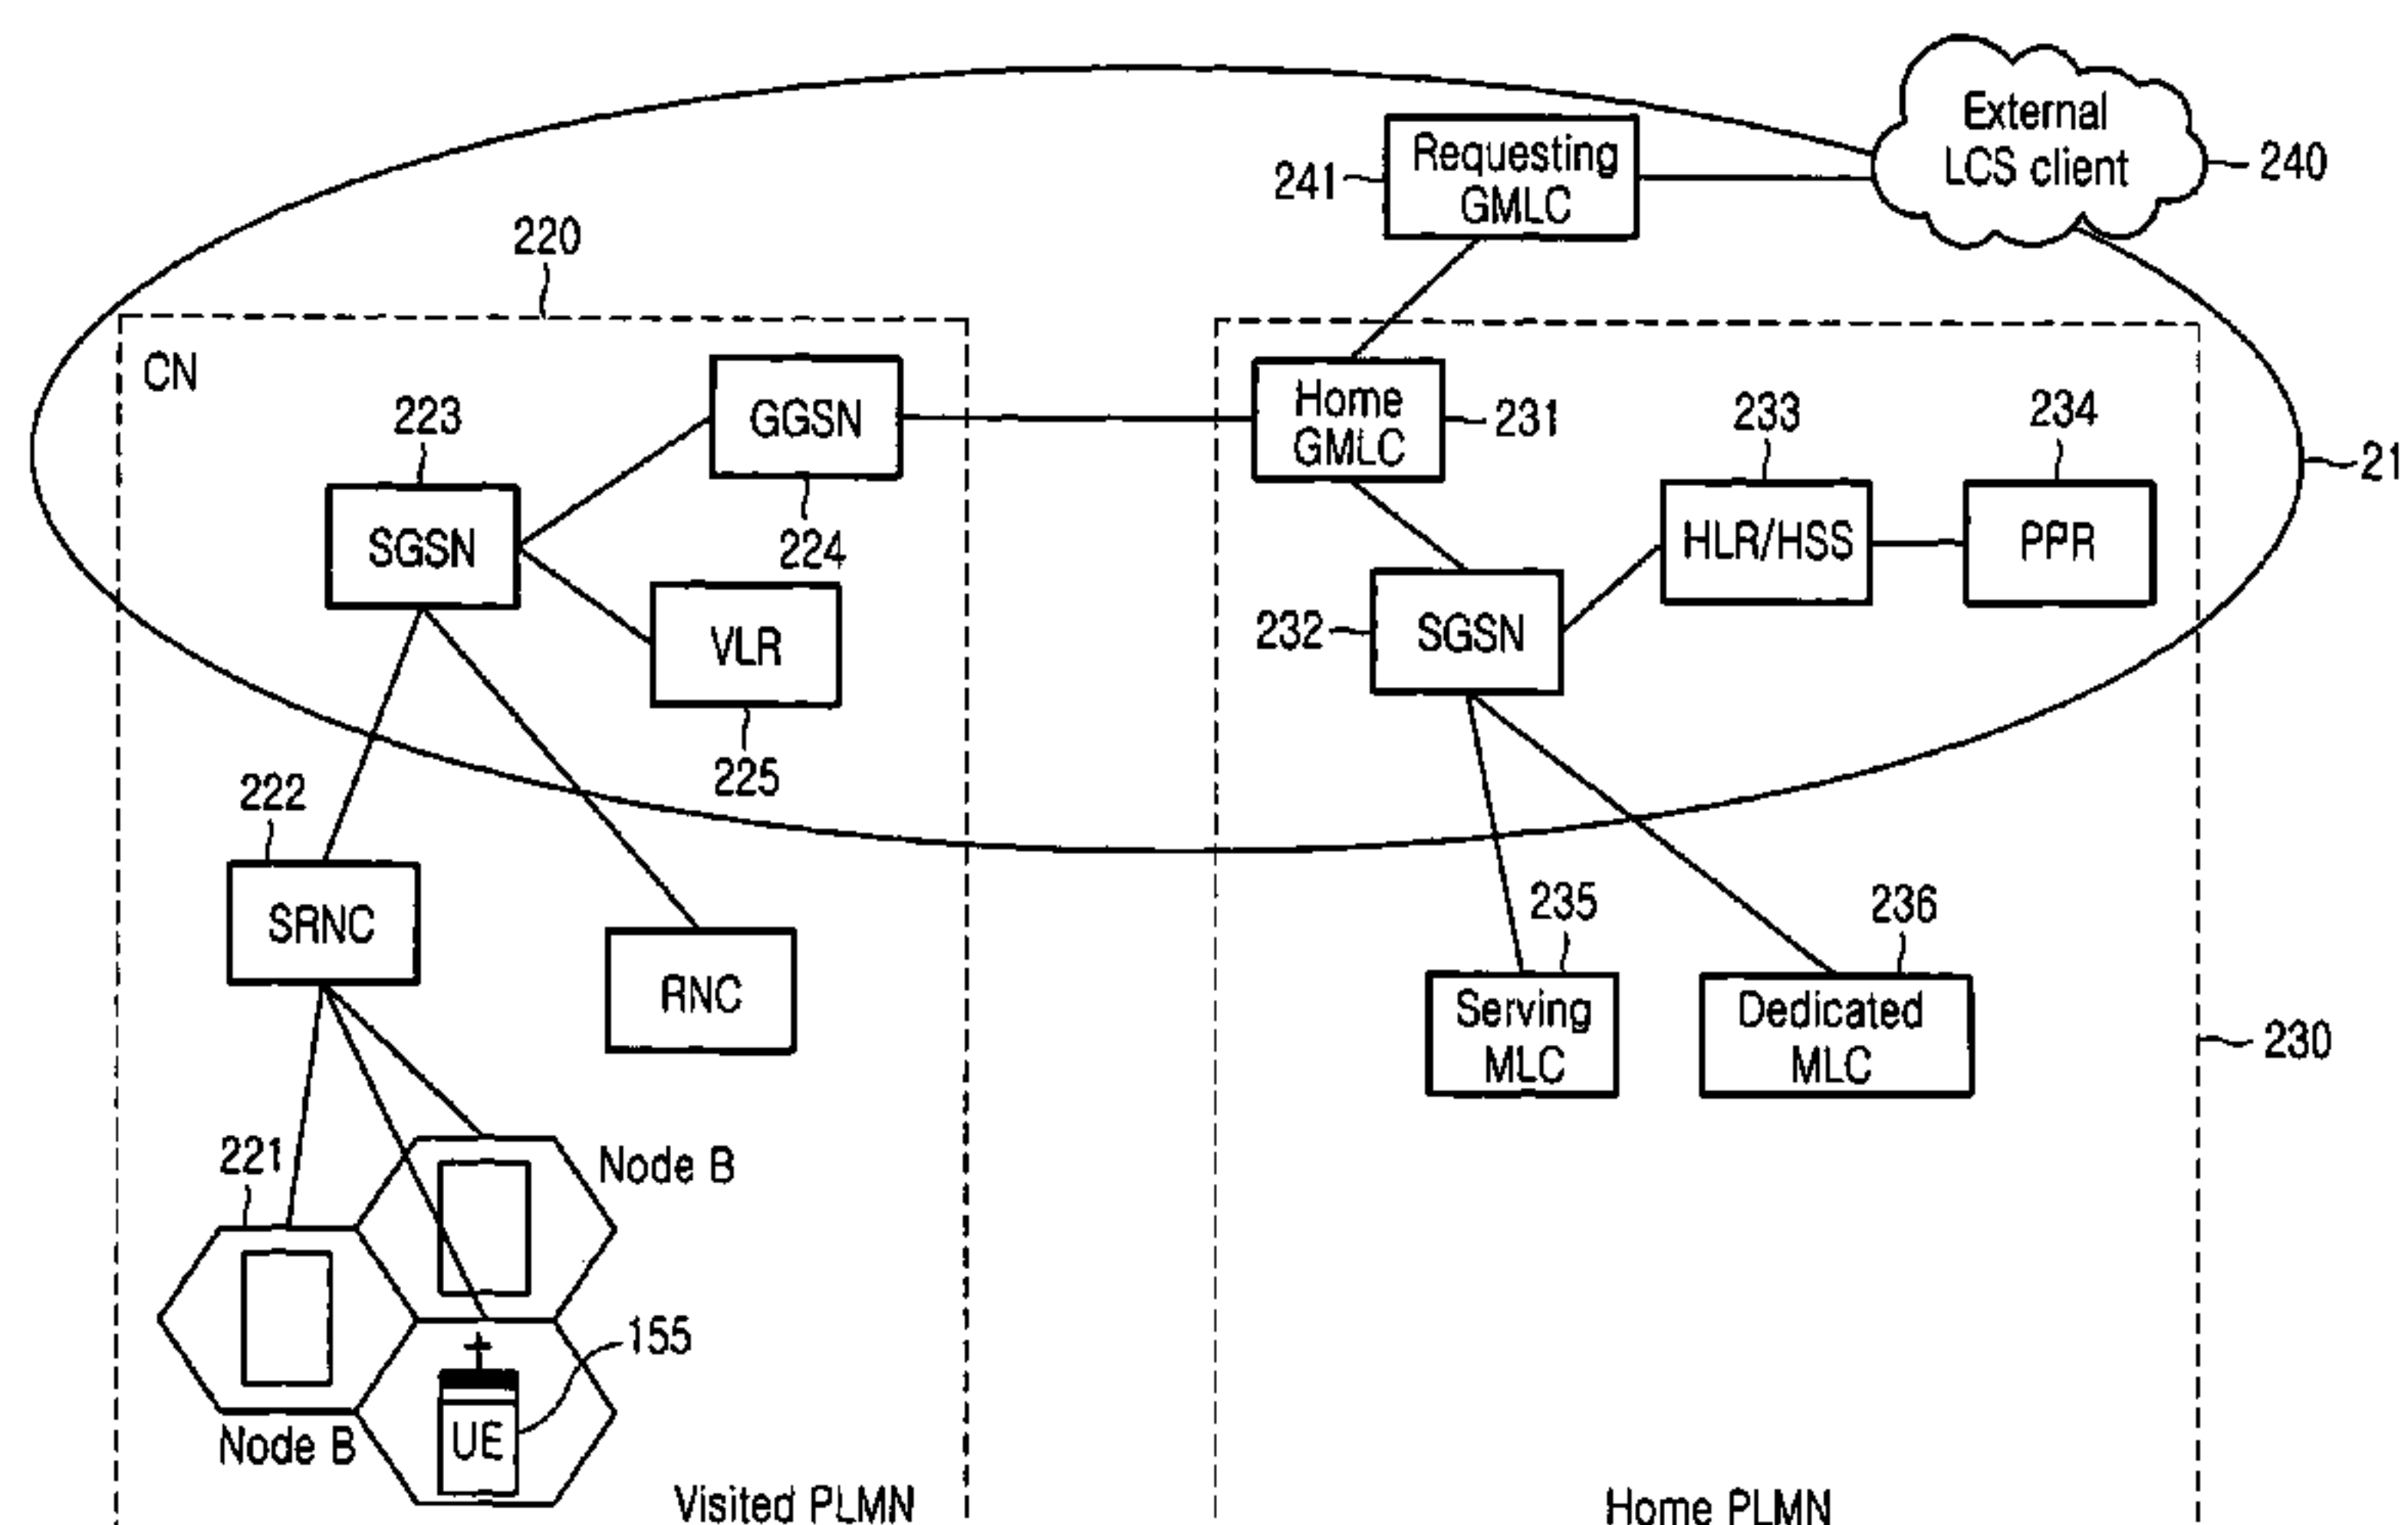 External
LCS client
240
Requesting
GMLC
241
220
CN
223
GGSN
224
SGSN
VLR
225
Home
GMLC
231
233
234
HLR/HSS
PPR
21
232
SGSN
222
SRNC
RNC
235
236
Serving
MLC
Dedicated
MLC
230
221
Node B
155
UE
Node B
Visited PLMN
Home PLMN